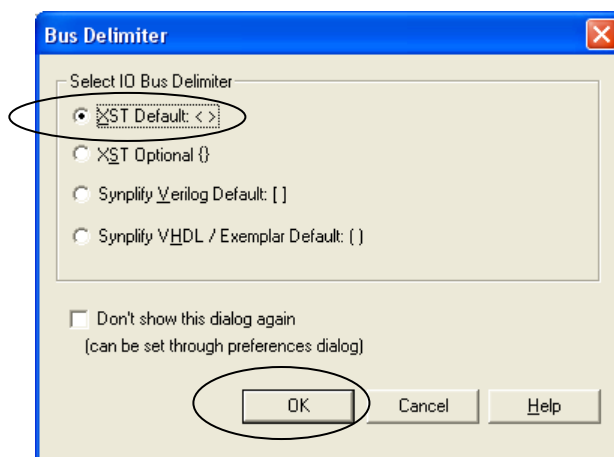 Bus Delimiter
Select IO Bus Delimiter
XST Default: < >
XST Optional {}
Synplify Verilog Default: [ ]
Synplify VHDL / Exemplar Default: ( )
Don't show this dialog again
(can be set through preferences dialog)
OK Cancel Help